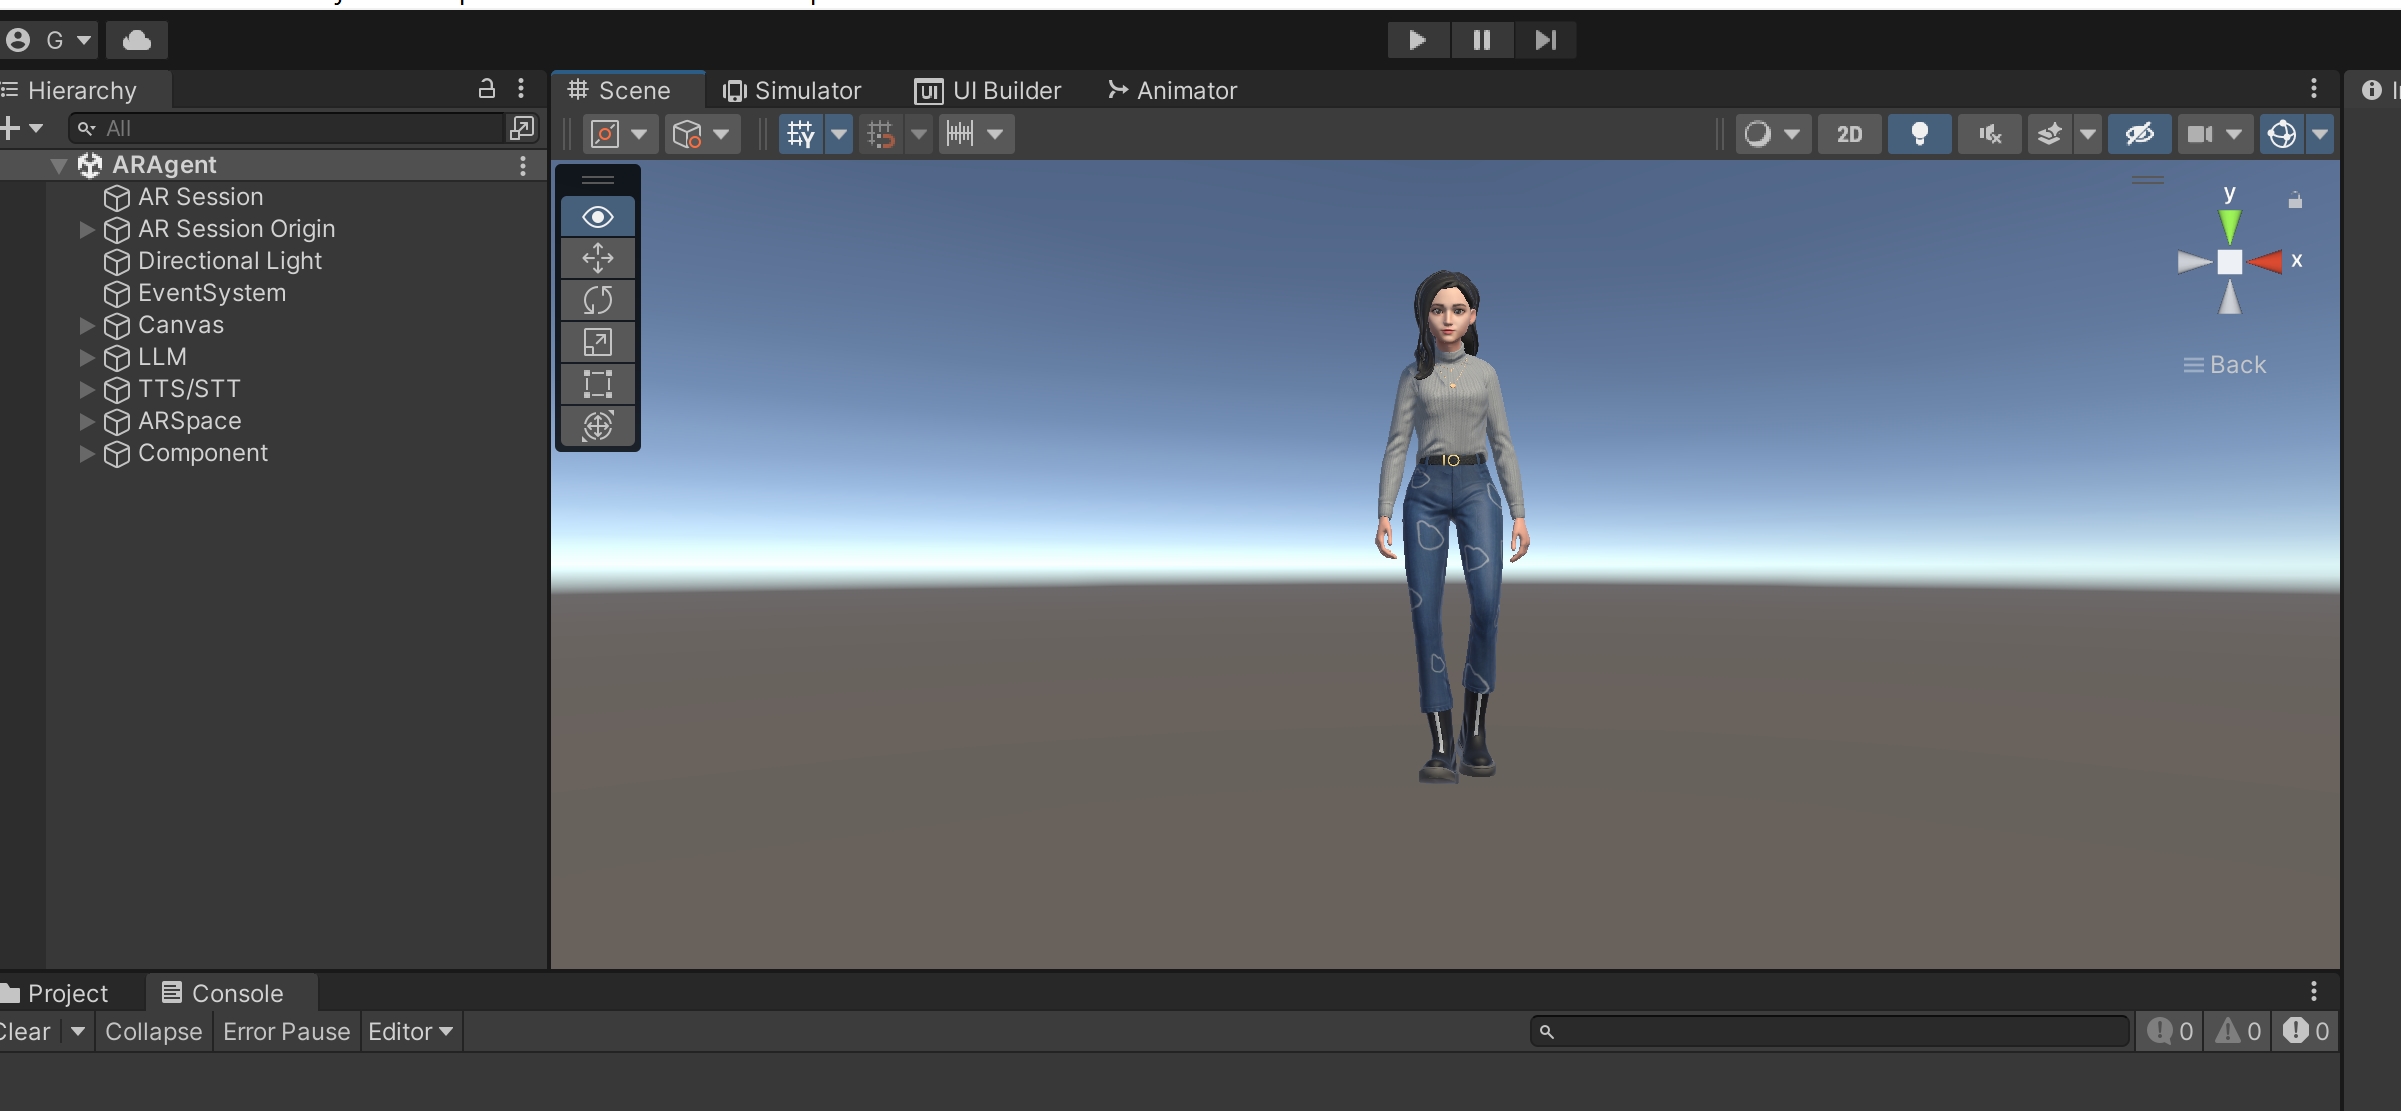 G
Hierarchy
All
ARAgent
AR Session
AR Session Origin
Directional Light
EventSystem
Canvas
LLM
TTS/STT
ARSpace
Component
Scene
Simulator
UI Builder
Animator
2D
y
x
Back
Project
Console
Clear
Collapse
Error Pause
Editor
0
0
0